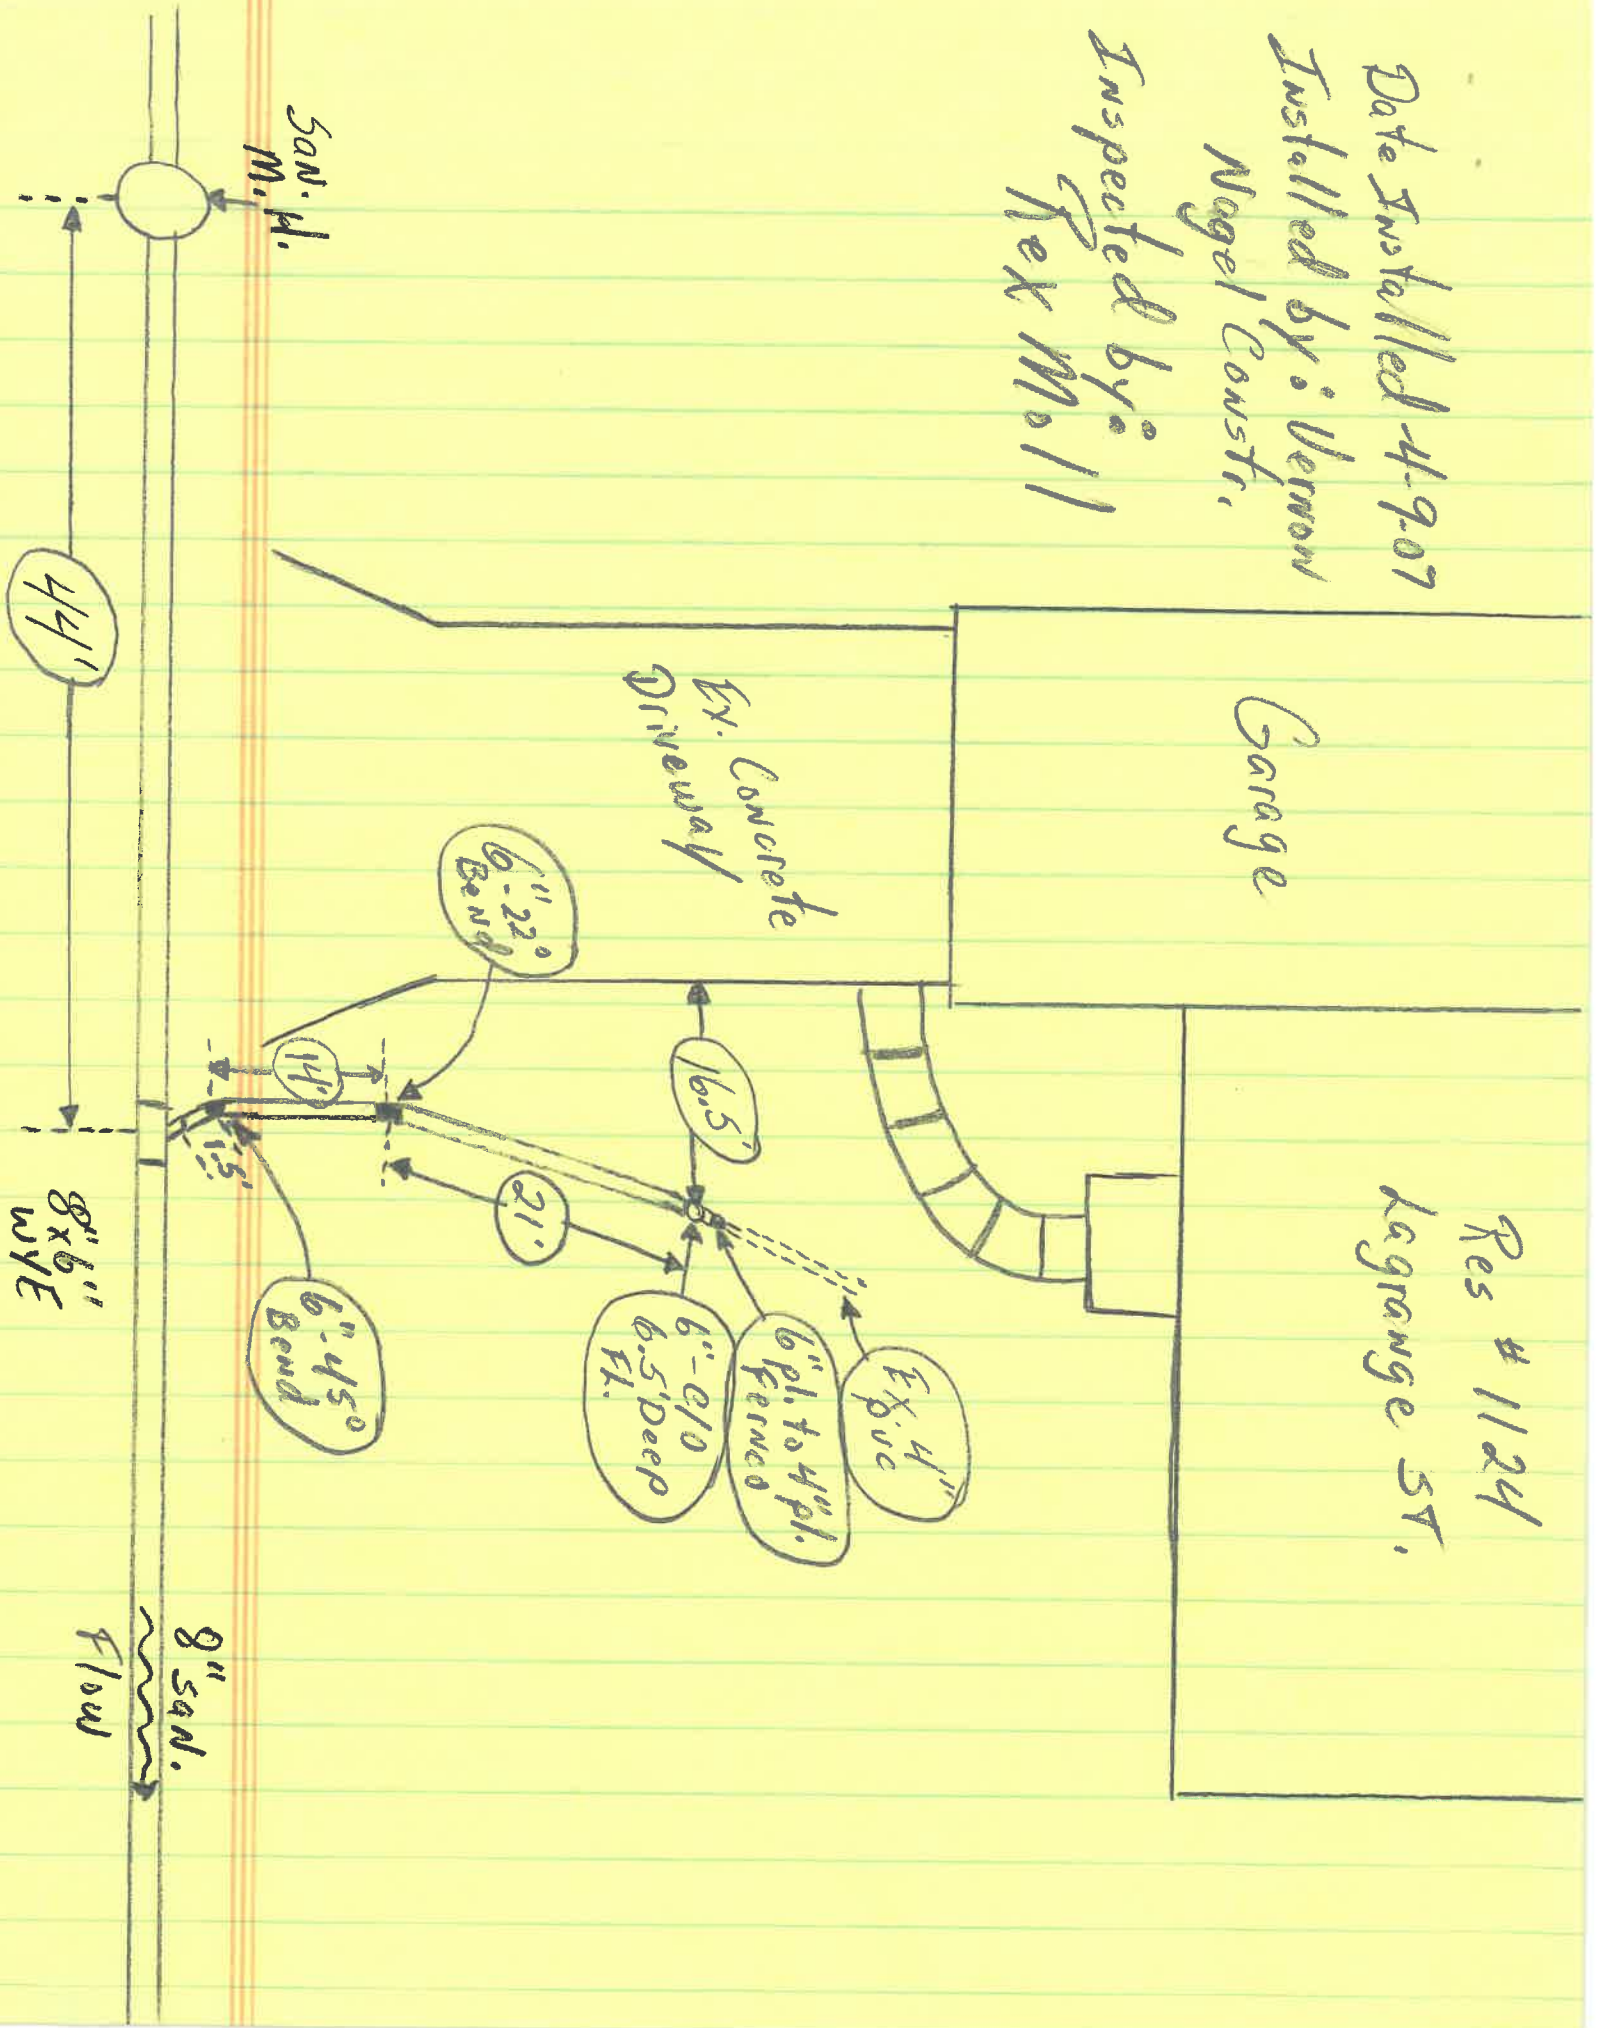 Date Installed 4-9-07
Installed by: Vernon
Nagel Constr.
Inspected by:
Rex Moll
Res # 1124
Lagrange ST.
Garage
Ex. Concrete
Driveway
Ex. 4"
PVC
6" pl. to 4" pl.
Fernco
6"-C/O
6.5' Deep
FL.
16.5'
21'
6"-22°
Bend
14'
6"-45°
Bend
1.5'
San.
M.H.
44'
8"x6"
WYE
8" San.
Flow